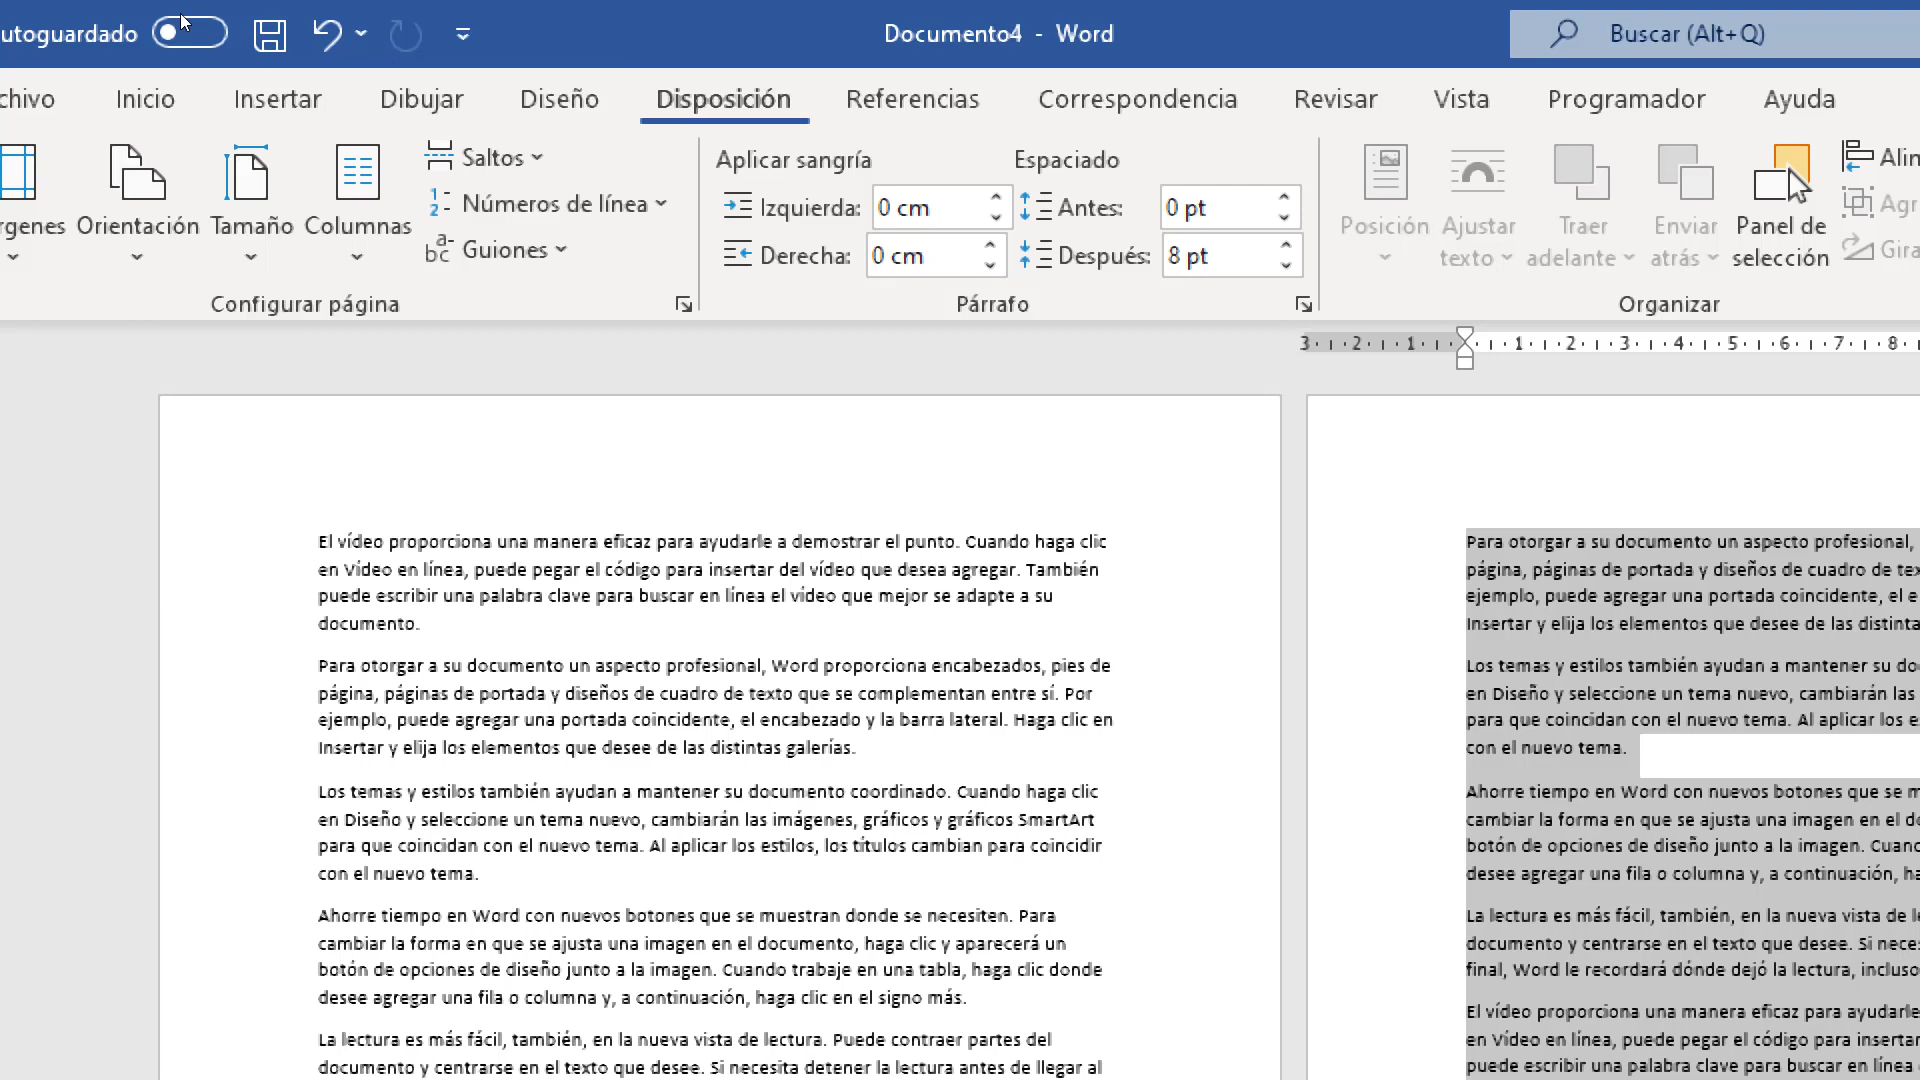 utoguardado
Documento4 - Word
Buscar (Alt+Q)
chivo Inicio Insertar Dibujar Diseño Disposición Referencias Correspondencia Revisar Vista Programador Ayuda
rgenes
Orientación
Tamaño
Columnas
Saltos
Números de línea
Guiones
Configurar página
Aplicar sangría
Izquierda: 0 cm
Derecha: 0 cm
Espaciado
Antes: 0 pt
Después: 8 pt
Párrafo
Posición
Ajustar
texto
Traer
adelante
Enviar
atrás
Panel de
selección
Alin
Agr
Gira
Organizar
3 2 1 1 2 3 4 5 6 7 8
El vídeo proporciona una manera eficaz para ayudarle a demostrar el punto. Cuando haga clic
en Vídeo en línea, puede pegar el código para insertar del vídeo que desea agregar. También
puede escribir una palabra clave para buscar en línea el vídeo que mejor se adapte a su
documento.
Para otorgar a su documento un aspecto profesional, Word proporciona encabezados, pies de
página, páginas de portada y diseños de cuadro de texto que se complementan entre sí. Por
ejemplo, puede agregar una portada coincidente, el encabezado y la barra lateral. Haga clic en
Insertar y elija los elementos que desee de las distintas galerías.
Los temas y estilos también ayudan a mantener su documento coordinado. Cuando haga clic
en Diseño y seleccione un tema nuevo, cambiarán las imágenes, gráficos y gráficos SmartArt
para que coincidan con el nuevo tema. Al aplicar los estilos, los títulos cambian para coincidir
con el nuevo tema.
Ahorre tiempo en Word con nuevos botones que se muestran donde se necesiten. Para
cambiar la forma en que se ajusta una imagen en el documento, haga clic y aparecerá un
botón de opciones de diseño junto a la imagen. Cuando trabaje en una tabla, haga clic donde
desee agregar una fila o columna y, a continuación, haga clic en el signo más.
La lectura es más fácil, también, en la nueva vista de lectura. Puede contraer partes del
documento y centrarse en el texto que desee. Si necesita detener la lectura antes de llegar al
Para otorgar a su documento un aspecto profesional,
página, páginas de portada y diseños de cuadro de tex
ejemplo, puede agregar una portada coincidente, el e
Insertar y elija los elementos que desee de las distinta
Los temas y estilos también ayudan a mantener su do
en Diseño y seleccione un tema nuevo, cambiarán las
para que coincidan con el nuevo tema. Al aplicar los e
con el nuevo tema.
Ahorre tiempo en Word con nuevos botones que se m
cambiar la forma en que se ajusta una imagen en el do
botón de opciones de diseño junto a la imagen. Cuand
desee agregar una fila o columna y, a continuación, ha
La lectura es más fácil, también, en la nueva vista de l
documento y centrarse en el texto que desee. Si nece
final, Word le recordará dónde dejó la lectura, incluso
El vídeo proporciona una manera eficaz para ayudarle
en Vídeo en línea, puede pegar el código para insertar
puede escribir una palabra clave para buscar en línea